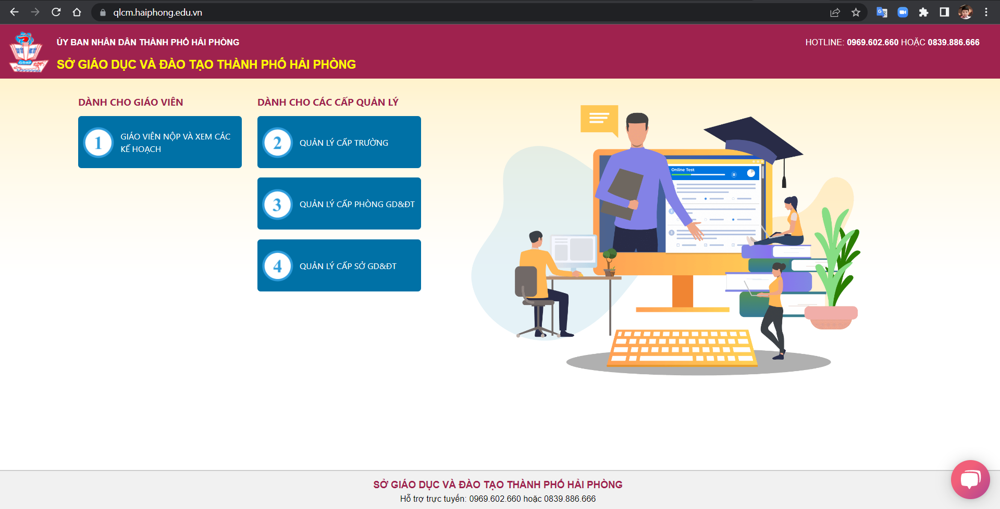 qlcm.haiphong.edu.vn
ỦY BAN NHÂN DÂN THÀNH PHỐ HẢI PHÒNG
HOTLINE: 0969.602.660 HOẶC 0839.886.666
SỞ GIÁO DỤC VÀ ĐÀO TẠO THÀNH PHỐ HẢI PHÒNG
DÀNH CHO GIÁO VIÊN
1
GIÁO VIÊN NỘP VÀ XEM CÁC
KẾ HOẠCH
DÀNH CHO CÁC CẤP QUẢN LÝ
2
QUẢN LÝ CẤP TRƯỜNG
3
QUẢN LÝ CẤP PHÒNG GD&ĐT
4
QUẢN LÝ CẤP SỞ GD&ĐT
Online Test
SỞ GIÁO DỤC VÀ ĐÀO TẠO THÀNH PHỐ HẢI PHÒNG
Hỗ trợ trực tuyến: 0969.602.660 hoặc 0839.886.666